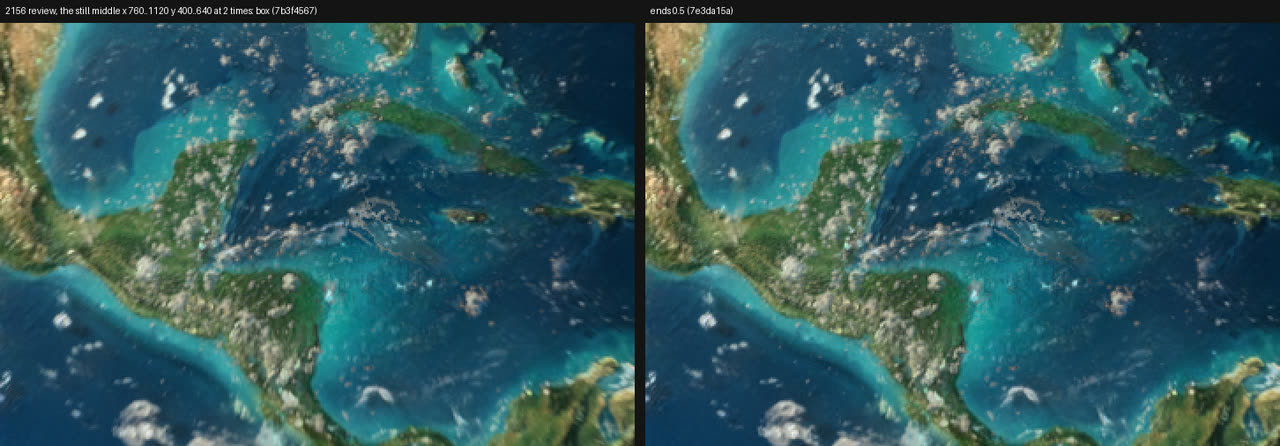 2156 review, the still middle x 760..1120 y 400..640 at 2 times: box (7b3f4567)
ends0.5 (7e3da15a)